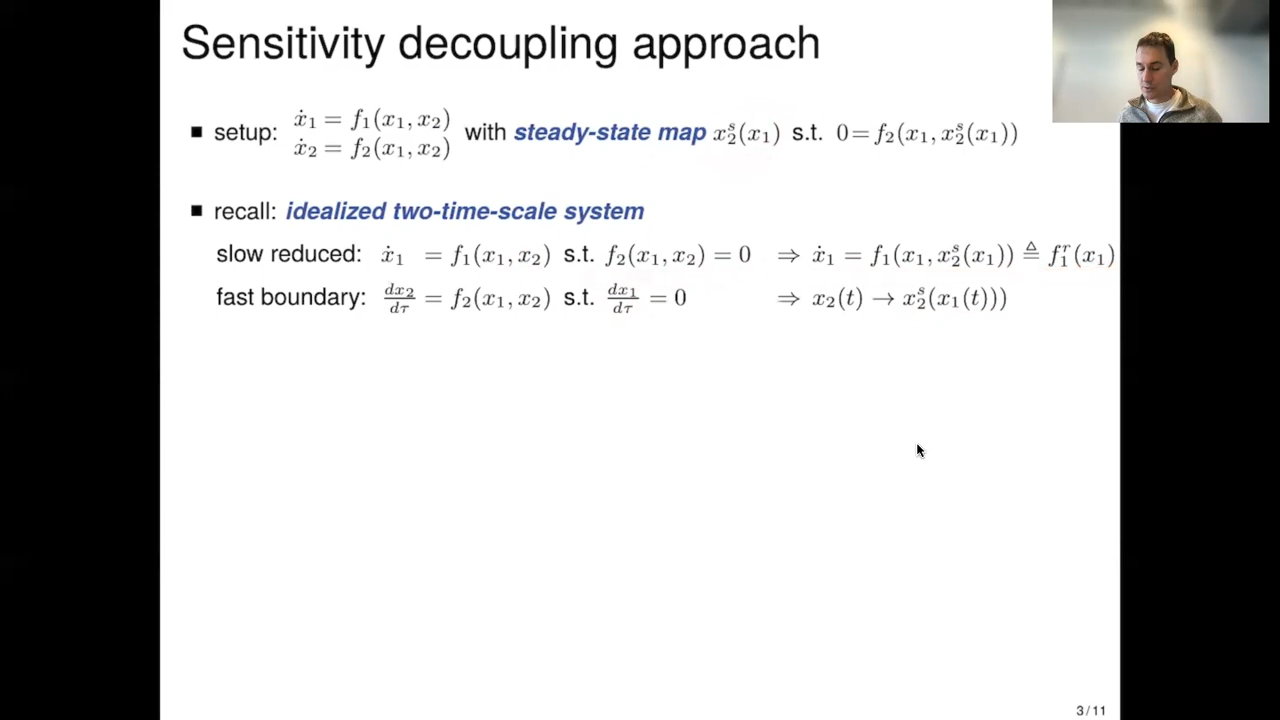 Sensitivity decoupling approach
■ setup: ẋ₁ = f₁(x₁, x₂) with steady-state map x₂ˢ(x₁) s.t. 0=f₂(x₁, x₂ˢ(x₁))
ẋ₂ = f₂(x₁, x₂)
■ recall: idealized two-time-scale system
slow reduced: ẋ₁ = f₁(x₁, x₂) s.t. f₂(x₁, x₂) = 0 ⇒ ẋ₁ = f₁(x₁, x₂ˢ(x₁)) ≜ f₁ʳ(x₁)
fast boundary: dx₂/dτ = f₂(x₁, x₂) s.t. dx₁/dτ = 0 ⇒ x₂(t) → x₂ˢ(x₁(t)))
3 / 11